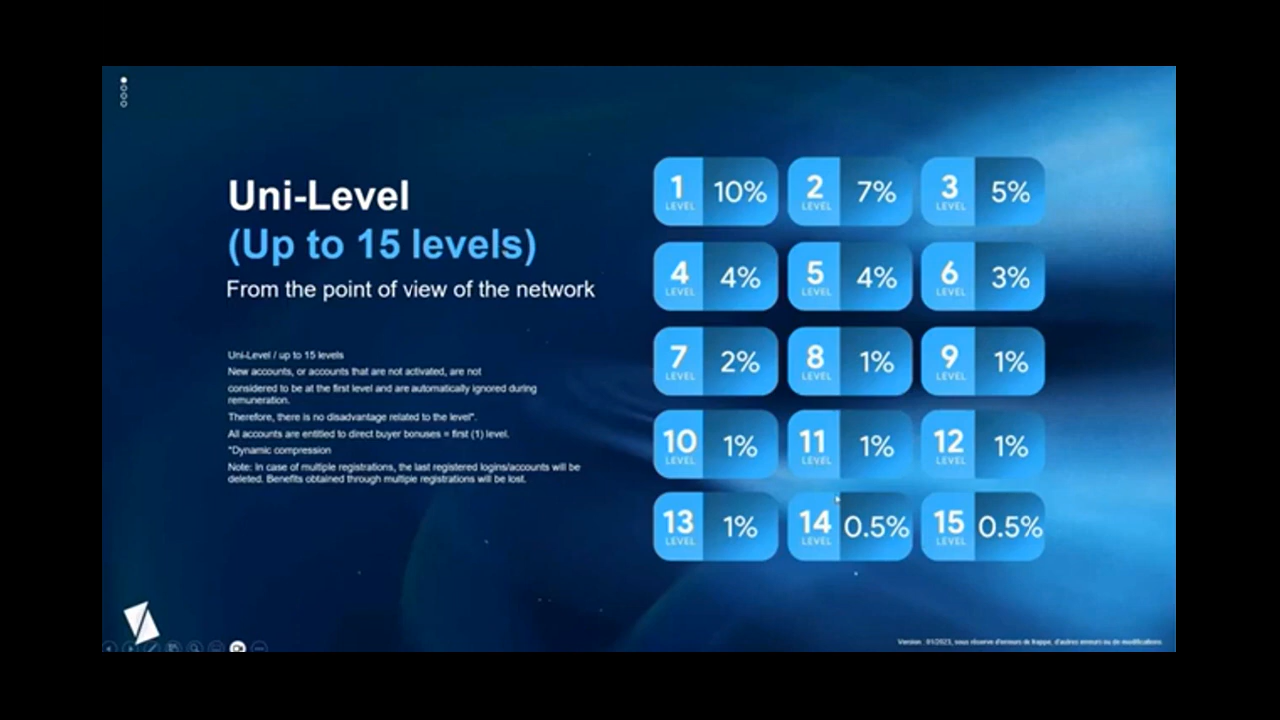 Uni-Level
(Up to 15 levels)
From the point of view of the network
Uni-Level / up to 15 levels
New accounts, or accounts that are not activated, are not
considered to be at the first level and are automatically ignored during
remuneration.
Therefore, there is no disadvantage related to the level*.
All accounts are entitled to direct buyer bonuses = first (1) level.
*Dynamic compression
Note: In case of multiple registrations, the last registered logins/accounts will be
deleted. Benefits obtained through multiple registrations will be lost.
1 LEVEL 10% 2 LEVEL 7% 3 LEVEL 5%
4 LEVEL 4% 5 LEVEL 4% 6 LEVEL 3%
7 LEVEL 2% 8 LEVEL 1% 9 LEVEL 1%
10 LEVEL 1% 11 LEVEL 1% 12 LEVEL 1%
13 LEVEL 1% 14 LEVEL 0.5% 15 LEVEL 0.5%
Version : 01/2023, sous réserve d'erreurs de frappe, d'autres erreurs ou de modifications.